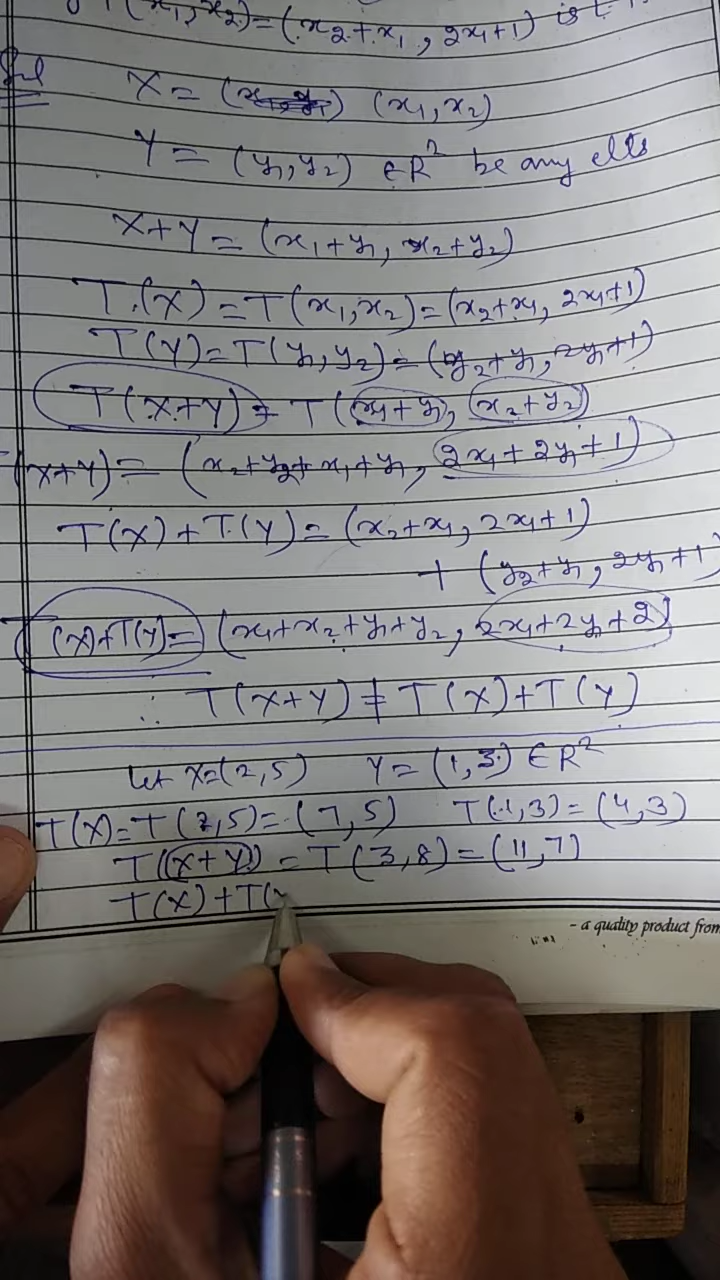 T(x₁, x₂) = (x₂ + x₁, 2x₁ + 1) is
Sol X = (x₁, x₂)
Y = (y₁, y₂) ∈ R² be any elts
X + Y = (x₁ + y₁, x₂ + y₂)
T(X) = T(x₁, x₂) = (x₂ + x₁, 2x₁ + 1)
T(Y) = T(y₁, y₂) = (y₂ + y₁, 2y₁ + 1)
T(X + Y) = T(x₁ + y₁, x₂ + y₂)
(X + Y) = (x₂ + y₂ + x₁ + y₁, 2x₁ + 2y₁ + 1)
T(X) + T(Y) = (x₂ + x₁, 2x₁ + 1)
+ (y₂ + y₁, 2y₁ + 1)
(X) + T(Y) = (x₁ + x₂ + y₁ + y₂, 2x₁ + 2y₁ + 2)
∴ T(X + Y) ≠ T(X) + T(Y)
let X = (2, 5) Y = (1, 3) ∈ R²
T(X) = T(2, 5) = (7, 5) T(1, 3) = (4, 3)
T(X + Y) = T(3, 8) = (11, 7)
T(X) + T(
- a quality product from